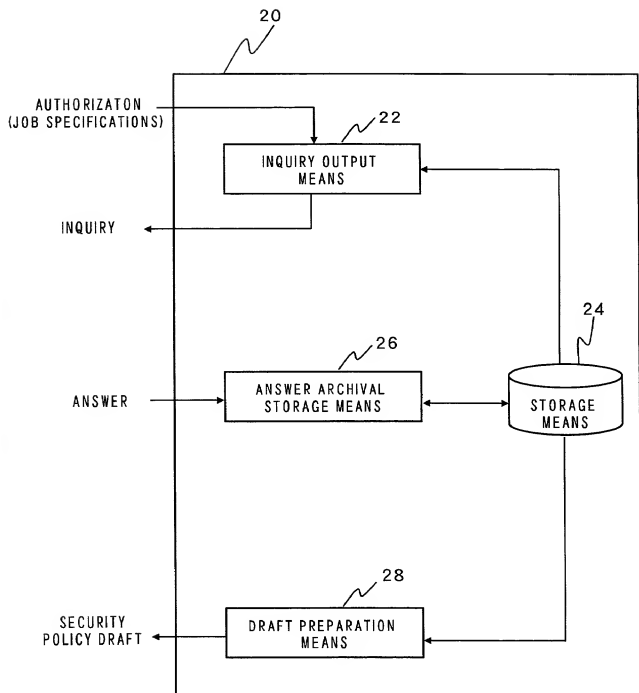 20
AUTHORIZATON
(JOB SPECIFICATIONS)
22
INQUIRY OUTPUT
MEANS
INQUIRY
24
26
ANSWER
ANSWER ARCHIVAL
STORAGE MEANS
STORAGE
MEANS
28
SECURITY
POLICY DRAFT
DRAFT PREPARATION
MEANS